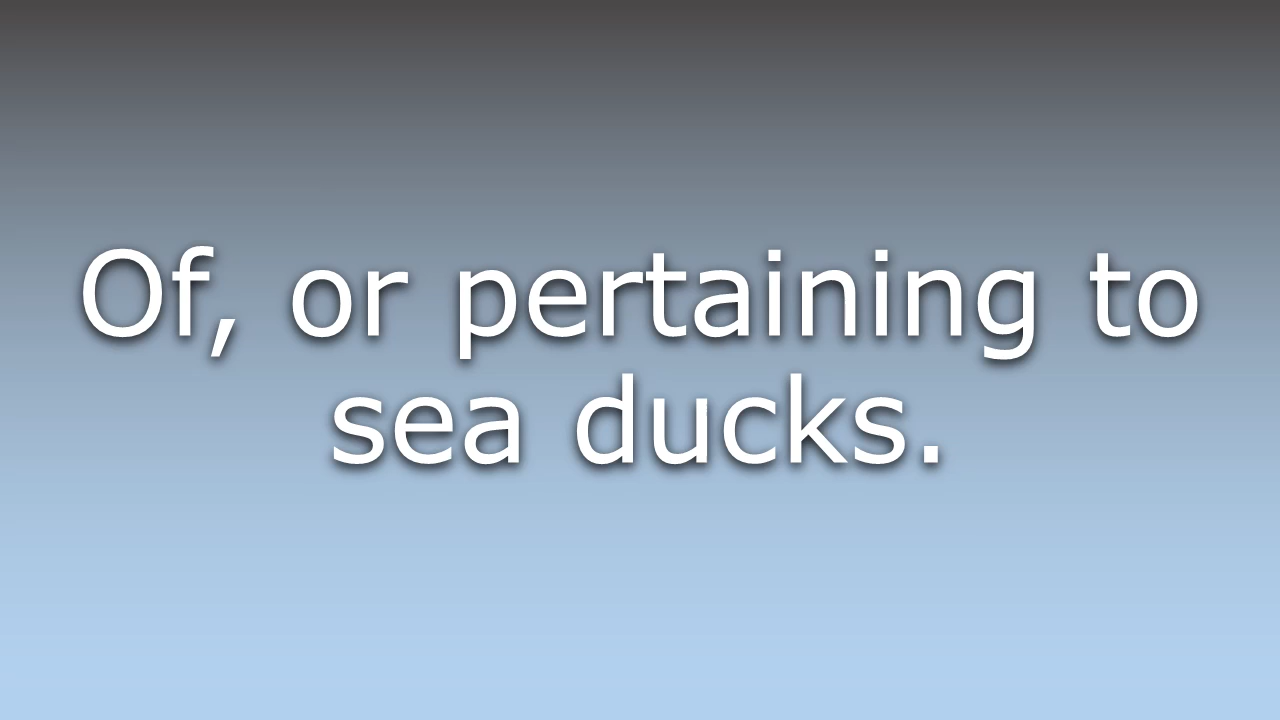 Of, or pertaining to
sea ducks.